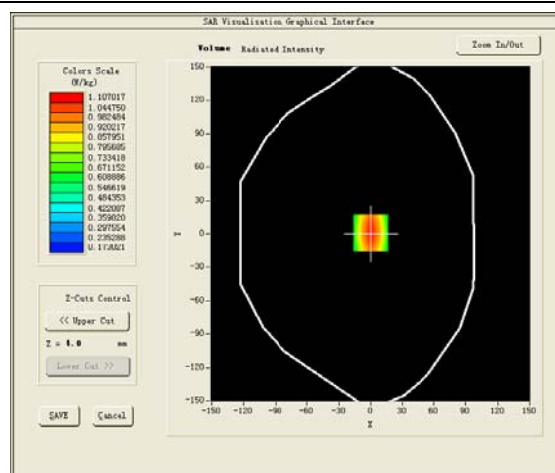 SAR Visualisation Graphical Interface
Volume Radiated Intensity
Zoom In/Out
Colors Scale
(W/kg)
1.107017
1.044750
0.982484
0.920217
0.857951
0.795685
0.733418
0.671152
0.608886
0.546619
0.484353
0.422087
0.359820
0.297554
0.235288
0.173021
Z-Cuts Control
<< Upper Cut
Z = 4.0 mm
Lower Cut >>
SAVE Cancel
150
120
90
60
30
0
-30
-60
-90
-120
-150
Y
-150 -120 -90 -60 -30 0 30 60 90 120 150
X